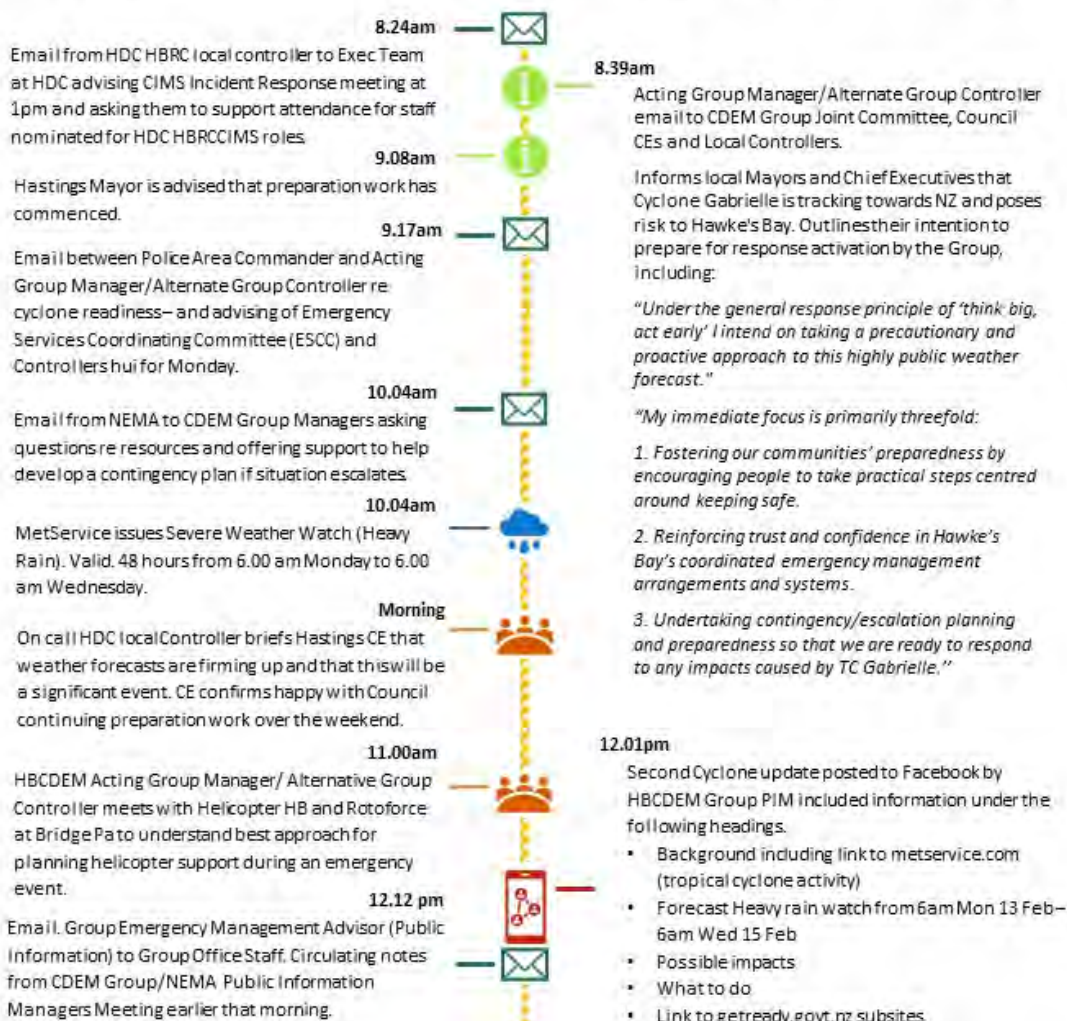 8.24am
Email from HDC HBRC local controller to Exec Team
at HDC advising CIMS Incident Response meeting at
1pm and asking them to support attendance for staff
nominated for HDC HBRCCIMS roles.
8.39am
Acting Group Manager/Alternate Group Controller
email to CDEM Group Joint Committee, Council
CEs and Local Controllers.
Informs local Mayors and Chief Executives that
Cyclone Gabrielle is tracking towards NZ and poses
risk to Hawke's Bay. Outlines their intention to
prepare for response activation by the Group,
including:
"Under the general response principle of 'think big,
act early' I intend on taking a precautionary and
proactive approach to this highly public weather
forecast."
"My immediate focus is primarily threefold:
1. Fostering our communities' preparedness by
encouraging people to take practical steps centred
around keeping safe.
2. Reinforcing trust and confidence in Hawke's
Bay's coordinated emergency management
arrangements and systems.
3. Undertaking contingency/escalation planning
and preparedness so that we are ready to respond
to any impacts caused by TC Gabrielle.''
9.08am
Hastings Mayor is advised that preparation work has
commenced.
9.17am
Email between Police Area Commander and Acting
Group Manager/Alternate Group Controller re
cyclone readiness– and advising of Emergency
Services Coordinating Committee (ESCC) and
Controllers hui for Monday.
10.04am
Email from NEMA to CDEM Group Managers asking
questions re resources and offering support to help
develop a contingency plan if situation escalates.
10.04am
MetService issues Severe Weather Watch (Heavy
Rain). Valid. 48 hours from 6.00 am Monday to 6.00
am Wednesday.
Morning
On call HDC local Controller briefs Hastings CE that
weather forecasts are firming up and that this will be
a significant event. CE confirms happy with Council
continuing preparation work over the weekend.
11.00am
HBCDEM Acting Group Manager/ Alternative Group
Controller meets with Helicopter HB and Rotoforce
at Bridge Pa to understand best approach for
planning helicopter support during an emergency
event.
12.01pm
Second Cyclone update posted to Facebook by
HBCDEM Group PIM included information under the
following headings.
• Background including link to metservice.com
(tropical cyclone activity)
• Forecast Heavy rain watch from 6am Mon 13 Feb–
6am Wed 15 Feb
• Possible impacts
• What to do
• Link to getready.govt.nz subsites
12.12 pm
Email. Group Emergency Management Advisor (Public
Information) to Group Office Staff. Circulating notes
from CDEM Group/NEMA Public Information
Managers Meeting earlier that morning.